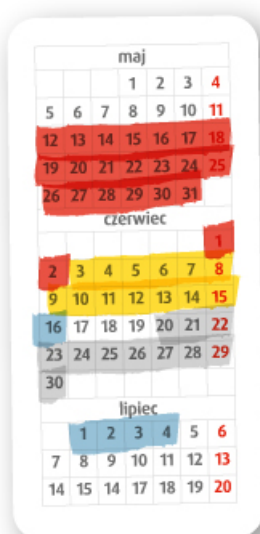 maj
1 2 3 4
5 6 7 8 9 10 11
12 13 14 15 16 17 18
19 20 21 22 23 24 25
26 27 28 29 30 31
czerwiec
1
2 3 4 5 6 7 8
9 10 11 12 13 14 15
16 17 18 19 20 21 22
23 24 25 26 27 28 29
30
lipiec
1 2 3 4 5 6
7 8 9 10 11 12 13
14 15 14 17 18 19 20